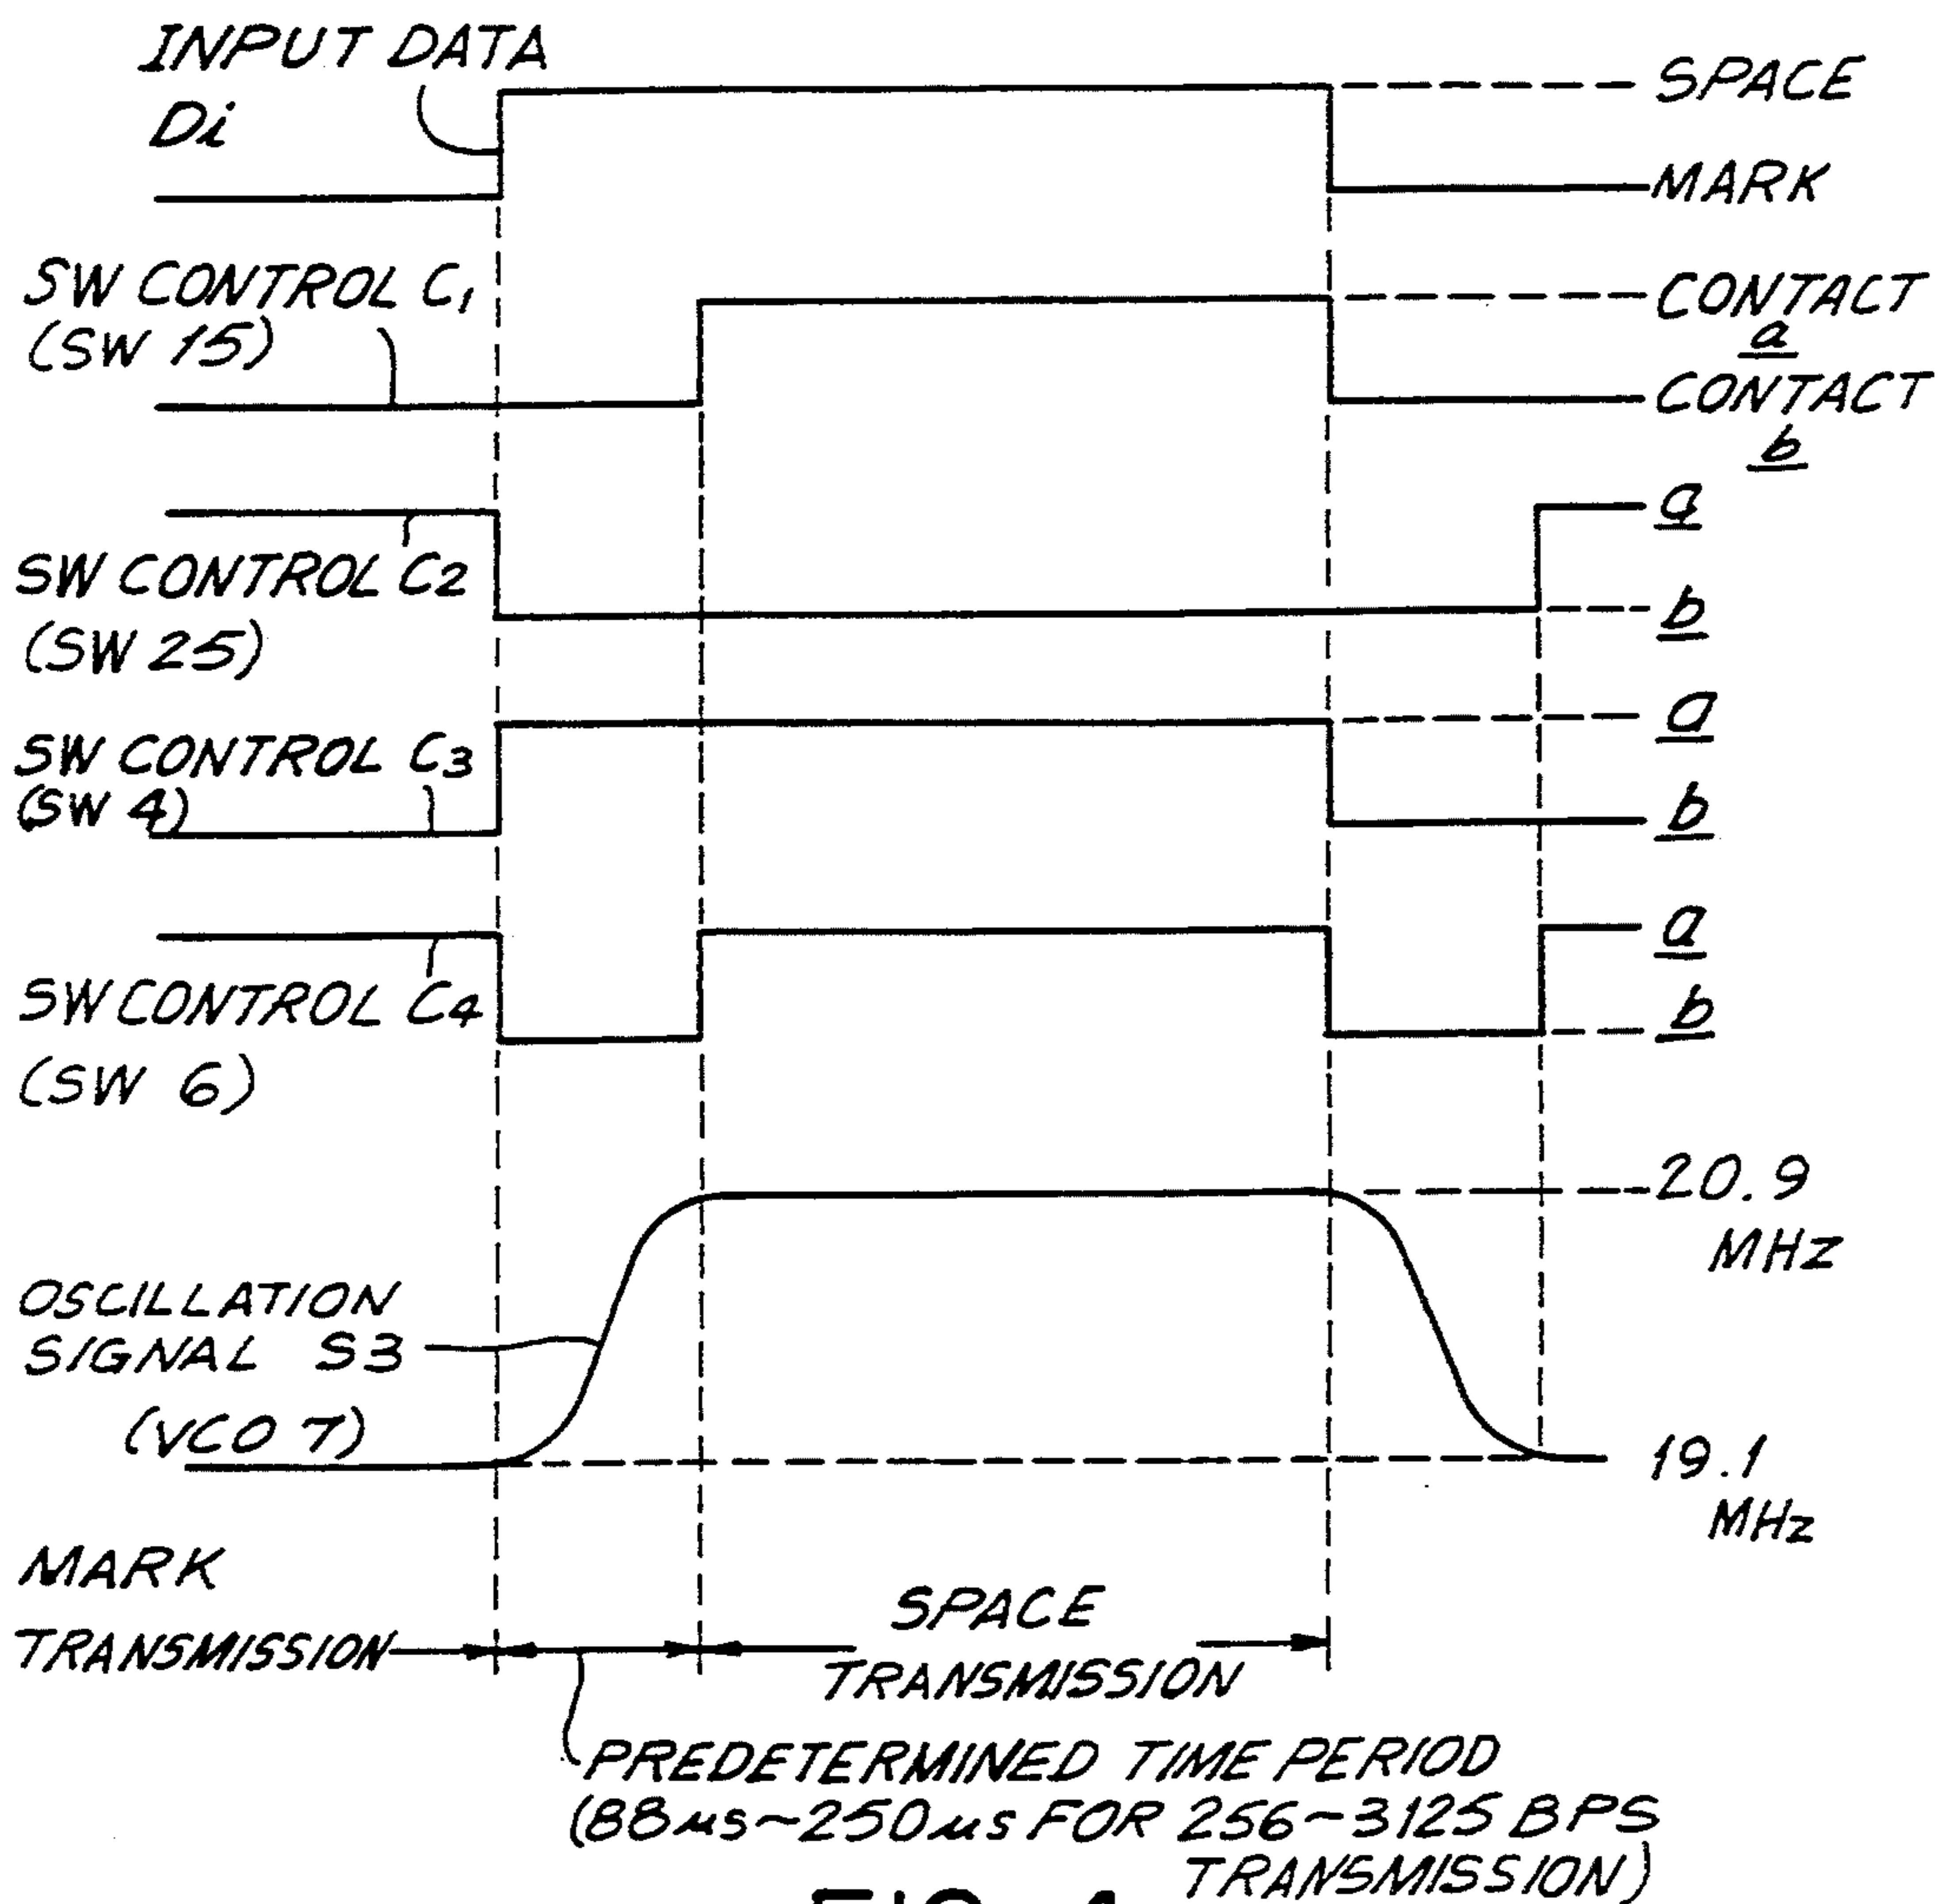 INPUT DATA
Di
SPACE
MARK
SW CONTROL C1
(SW 15)
CONTACT
a
CONTACT
b
SW CONTROL C2
(SW 25)
a
b
SW CONTROL C3
(SW 4)
a
b
SW CONTROL C4
(SW 6)
a
b
20.9
MHz
OSCILLATION
SIGNAL S3
(VCO 7)
19.1
MHz
MARK
TRANSMISSION
SPACE
TRANSMISSION
PREDETERMINED TIME PERIOD
(88μs~250μs FOR 256~3125 BPS
TRANSMISSION)